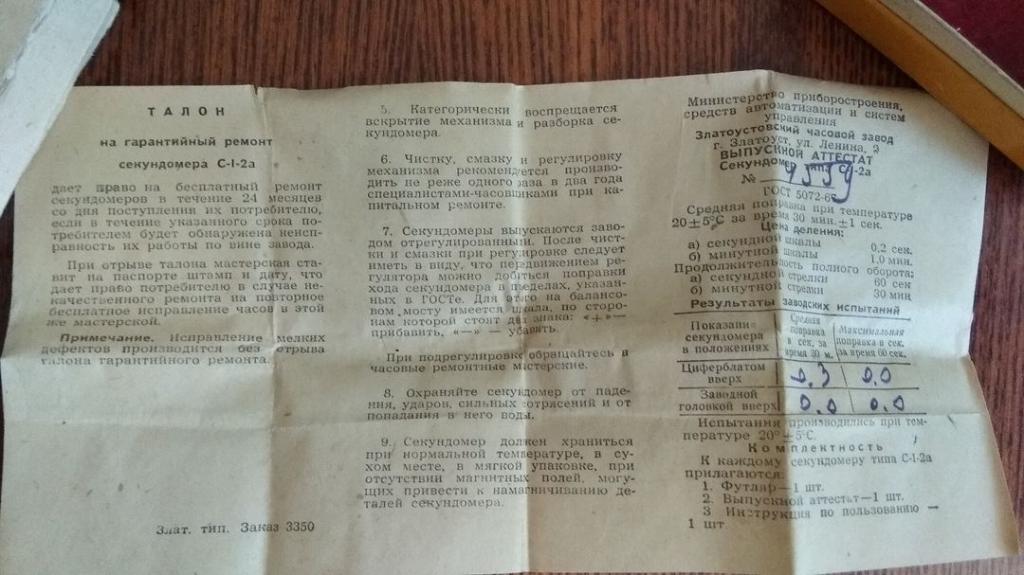 ТАЛОН
на гарантийный ремонт
секундомера С-I-2а
дает право на бесплатный ремонт
секундомеров в течение 24 месяцев
со дня поступления их потребителю,
если в течение указанного срока по-
требителем будет обнаружена неис-
правность их работы по вине завода.
При отрыве талона мастерская ста-
вит на паспорте штамп и дату, что
дает право потребителю в случае не-
качественного ремонта на повторное
бесплатное исправление часов в этой
же мастерской.
Примечание. Исправление мелких
дефектов производится без отрыва
талона гарантийного ремонта.
Злат. тип. Заказ 3350
5. Категорически воспрещается
вскрытие механизма и разборка се-
кундомера.
6. Чистку, смазку и регулировку
механизма рекомендуется произво-
дить не реже одного раза в два года
специалистами-часовщиками при ка-
питальном ремонте.
7. Секундомеры выпускаются заво-
дом отрегулированными. После чист-
ки и смазки при регулировке следует
иметь в виду, что передвижением ре-
гулятора можно добиться поправки
хода секундомера в пределах, указан-
ных в ГОСТе. Для этого на балансо-
вом мосту имеется шкала, по сторо-
нам которой стоят два знака: «+»—
прибавить, «—» — убавить.
При подрегулировке обращайтесь в
часовые ремонтные мастерские.
8. Охраняйте секундомер от паде-
ния, ударов, сильных сотрясений и от
попадания в него воды.
9. Секундомер должен храниться
при нормальной температуре, в су-
хом месте, в мягкой упаковке, при
отсутствии магнитных полей, могу-
щих привести к намагничиванию де-
талей секундомера.
Министерство приборостроения,
средств автоматизации и систем
управления
Златоустовский часовой завод
г. Златоуст, ул. Ленина, 2
ВЫПУСКНОЙ АТТЕСТАТ
Секундомер типа С-I-2а
№
ГОСТ 5072-6
Средняя поправка при температуре
20±5°С за время 30 мин. ±1 сек.
Цена деления:
а) секундной шкалы 0,2 сек.
б) минутной шкалы 1,0 мин.
Продолжительность полного оборота:
а) секундной стрелки 60 сек
б) минутной стрелки 30 мин
Результаты заводских испытаний
Показания секундомера в положениях
Средняя поправка в сек. за время 30 м.
Максимальная поправка в сек. за время 60 сек.
Циферблатом вверх 0.3 0.0
Заводной головкой вверх 0.0 0.0
Испытания производились при тем-
пературе 20°±5°С.
Комплектность
К каждому секундомеру типа С-I-2а
прилагаются:
1. Футляр—1 шт.
2. Выпускной аттестат—1 шт.
3 Инструкция по пользованию —
1 шт.